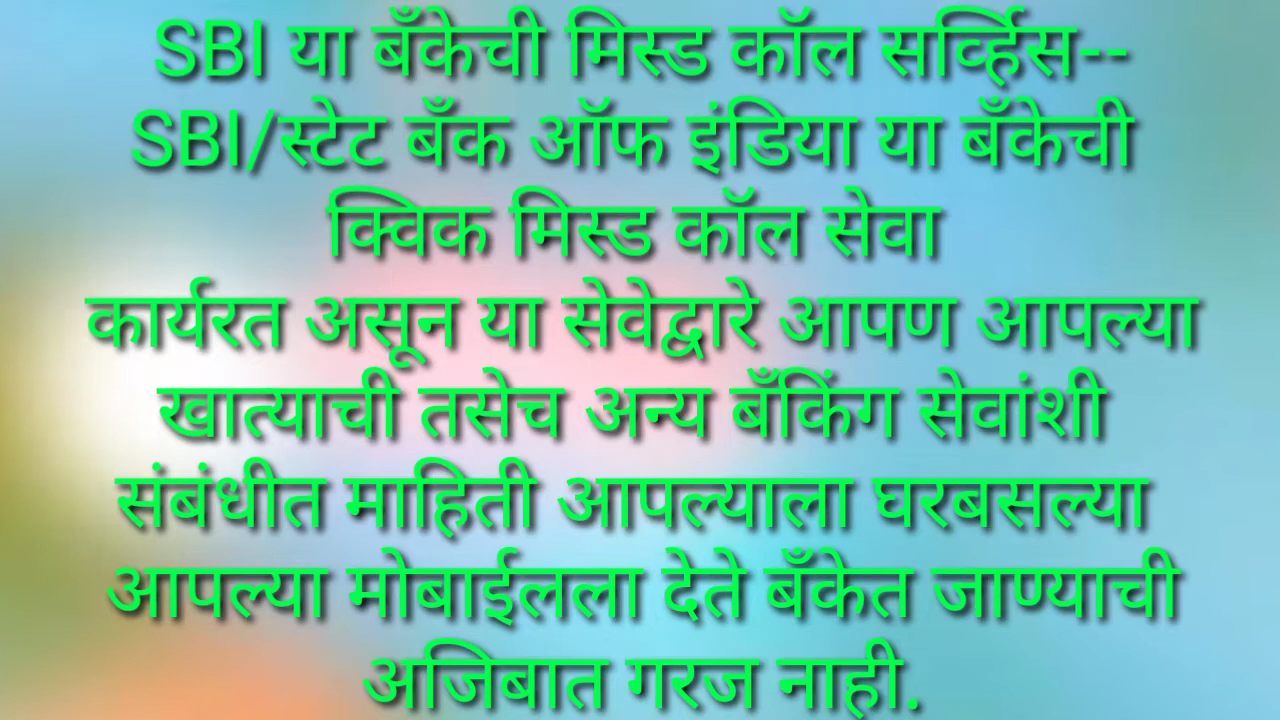 SBI या बँकेची मिस्ड कॉल सर्व्हिस--
SBI/स्टेट बँक ऑफ इंडिया या बँकेची
क्विक मिस्ड कॉल सेवा
कार्यरत असून या सेवेद्वारे आपण आपल्या
खात्याची तसेच अन्य बँकिंग सेवांशी
संबंधीत माहिती आपल्याला घरबसल्या
आपल्या मोबाईलला देते बँकेत जाण्याची
अजिबात गरज नाही.